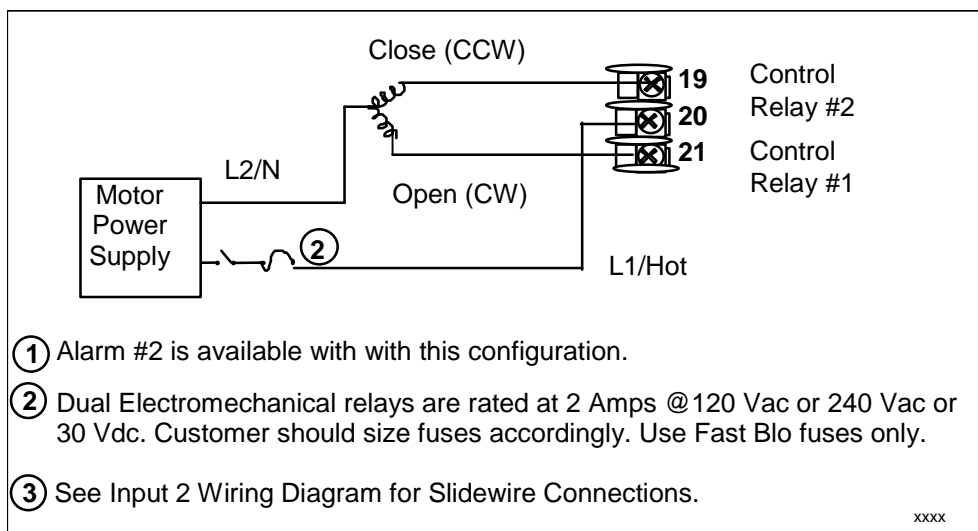 Close (CCW)
19
Control
Relay #2
20
21
Control
Relay #1
L2/N
Open (CW)
Motor
Power
Supply
2
L1/Hot
1 Alarm #2 is available with with this configuration.
2 Dual Electromechanical relays are rated at 2 Amps @120 Vac or 240 Vac or
30 Vdc. Customer should size fuses accordingly. Use Fast Blo fuses only.
3 See Input 2 Wiring Diagram for Slidewire Connections.
xxxx